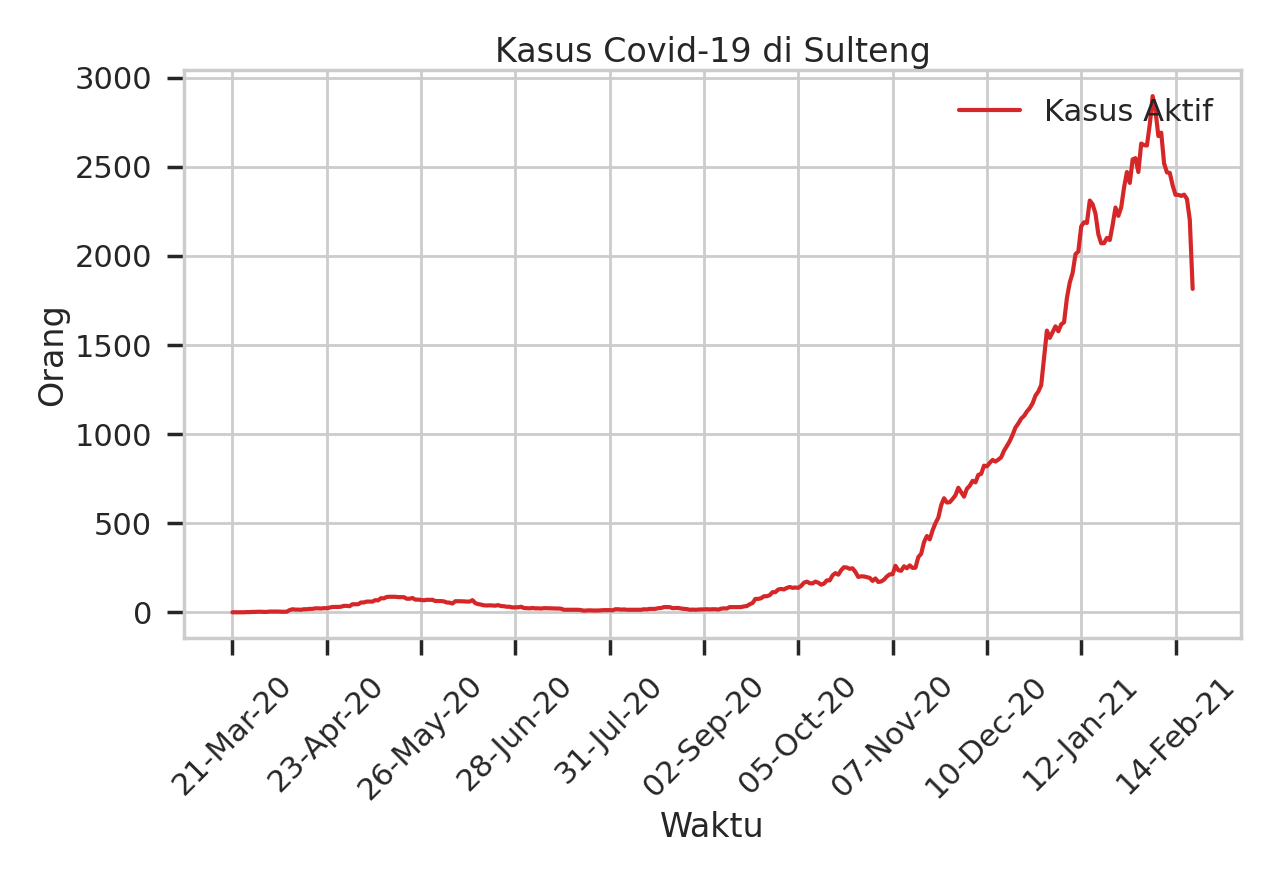 Kasus Covid-19 di Sulteng
3000
2500
2000
1500
1000
500
0
Orang
Kasus Aktif
21-Mar-20
23-Apr-20
26-May-20
28-Jun-20
31-Jul-20
02-Sep-20
05-Oct-20
07-Nov-20
10-Dec-20
12-Jan-21
14-Feb-21
Waktu